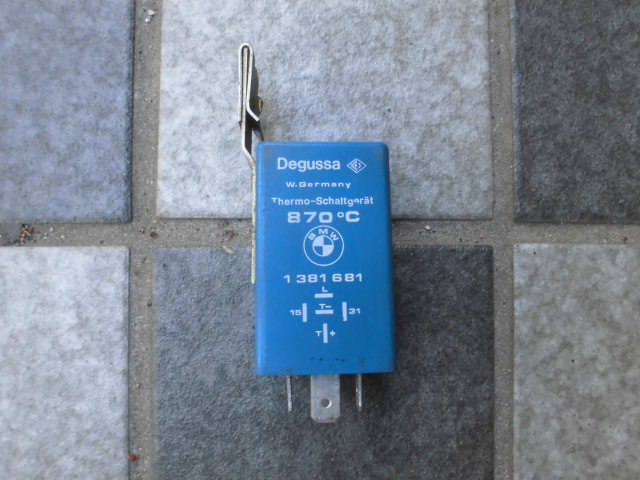 Degussa
W. Germany
Thermo-Schaltgerät
870°C
BMW
1 381 681
L
15 T- 31
T +